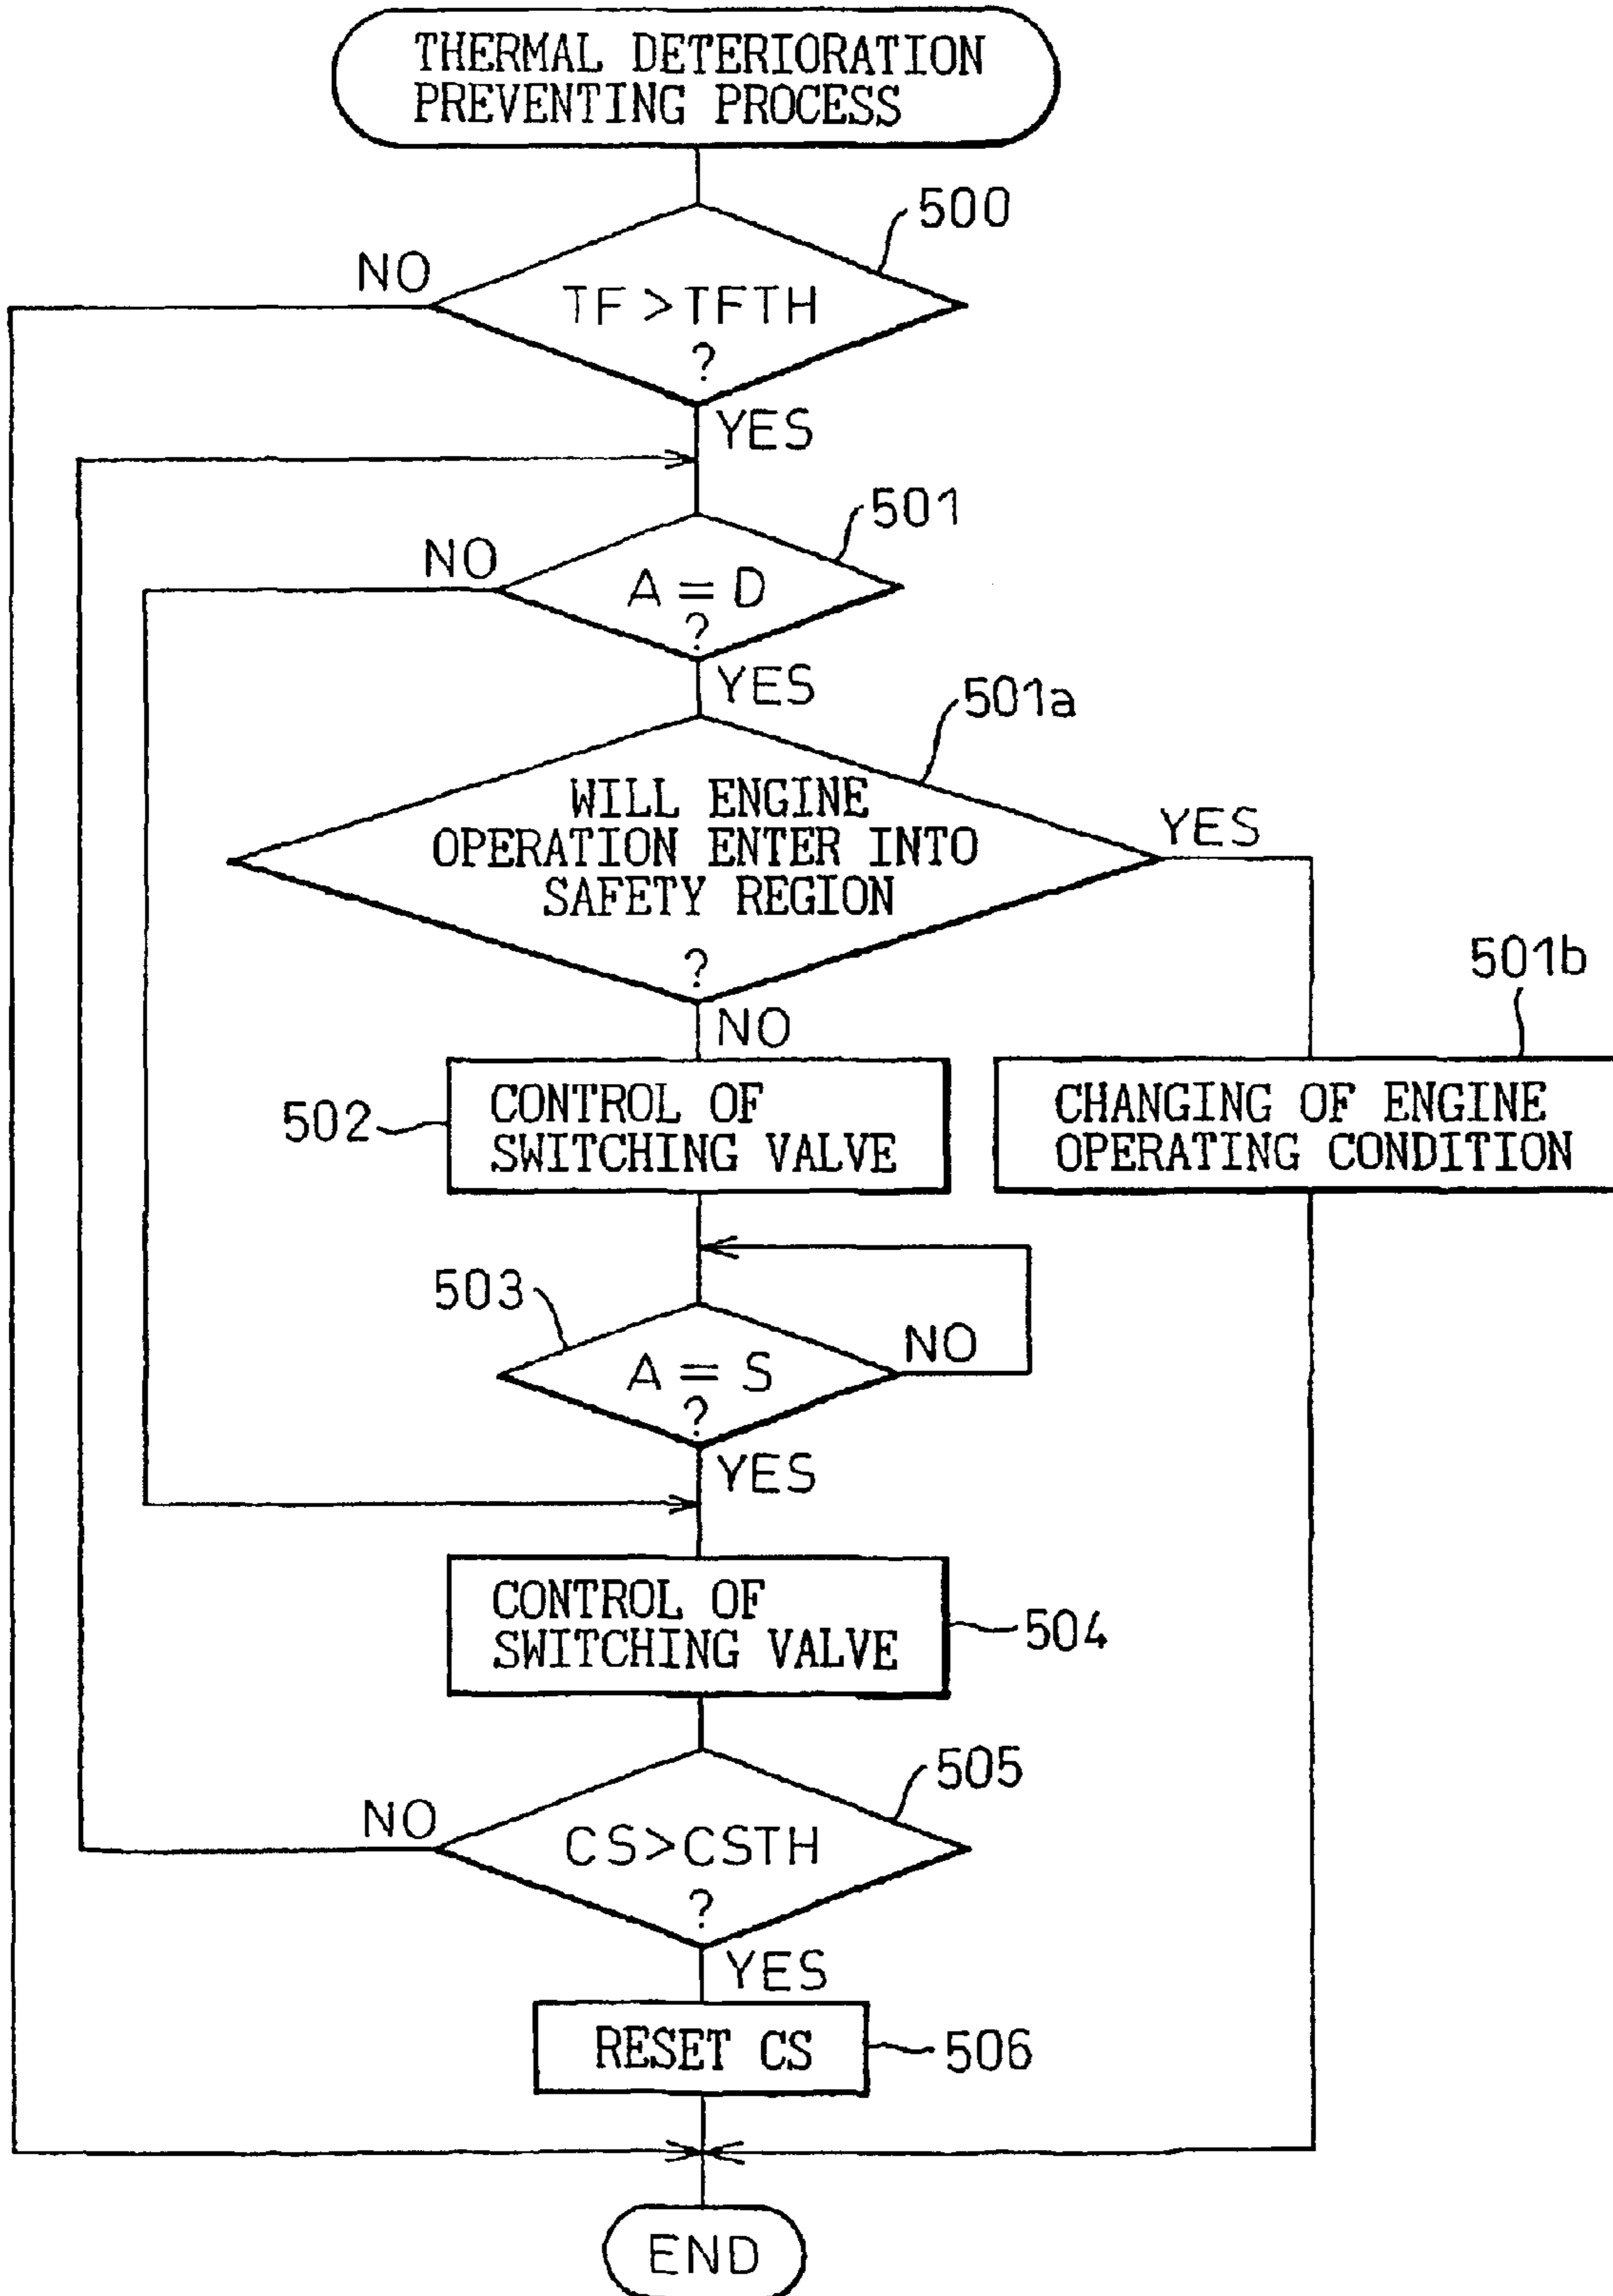 THERMAL DETERIORATION
PREVENTING PROCESS
500
NO
TF>TFTH
?
YES
501
NO
A=D
?
YES
501a
WILL ENGINE
OPERATION ENTER INTO
SAFETY REGION
?
YES
NO
501b
502
CONTROL OF
SWITCHING VALVE
CHANGING OF ENGINE
OPERATING CONDITION
503
A=S
?
NO
YES
CONTROL OF
SWITCHING VALVE
504
505
NO
CS>CSTH
?
YES
RESET CS
506
END